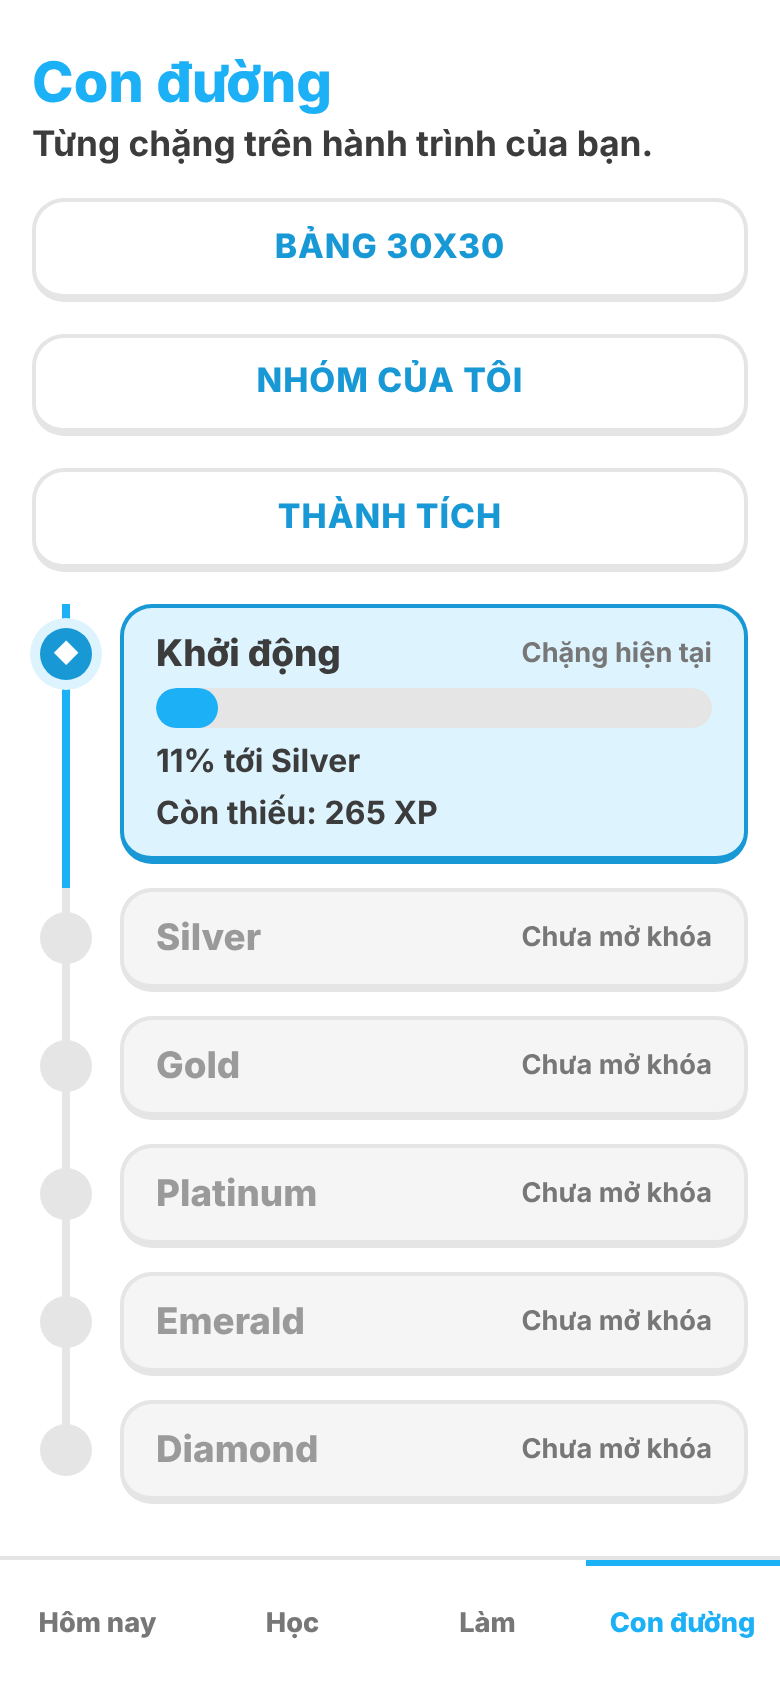 Con đường
Từng chặng trên hành trình của bạn.
BẢNG 30X30
NHÓM CỦA TÔI
THÀNH TÍCH
Khởi động Chặng hiện tại
11% tới Silver
Còn thiếu: 265 XP
Silver Chưa mở khóa
Gold Chưa mở khóa
Platinum Chưa mở khóa
Emerald Chưa mở khóa
Diamond Chưa mở khóa
Hôm nay Học Làm Con đường